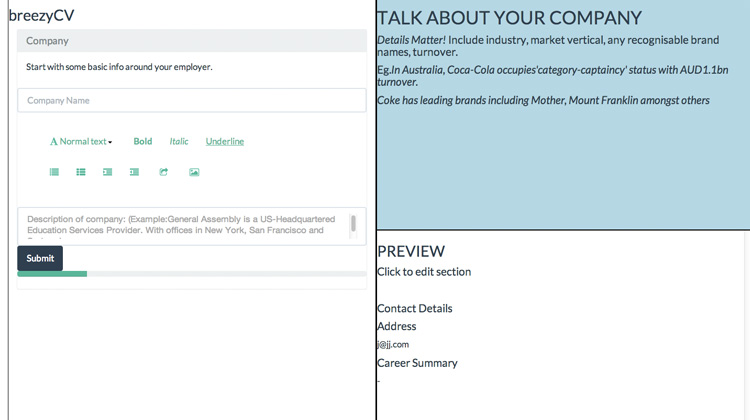 breezyCV
Company
Start with some basic info around your employer.
Company Name
A Normal text
Bold
Italic
Underline
Description of company: (Example:General Assembly is a US-Headquartered
Education Services Provider. With offices in New York, San Francisco and
Submit
TALK ABOUT YOUR COMPANY
Details Matter! Include industry, market vertical, any recognisable brand
names, turnover.
Eg.In Australia, Coca-Cola occupies'category-captaincy' status with AUD1.1bn
turnover.
Coke has leading brands including Mother, Mount Franklin amongst others
PREVIEW
Click to edit section
Contact Details
Address
j@jj.com
Career Summary
-